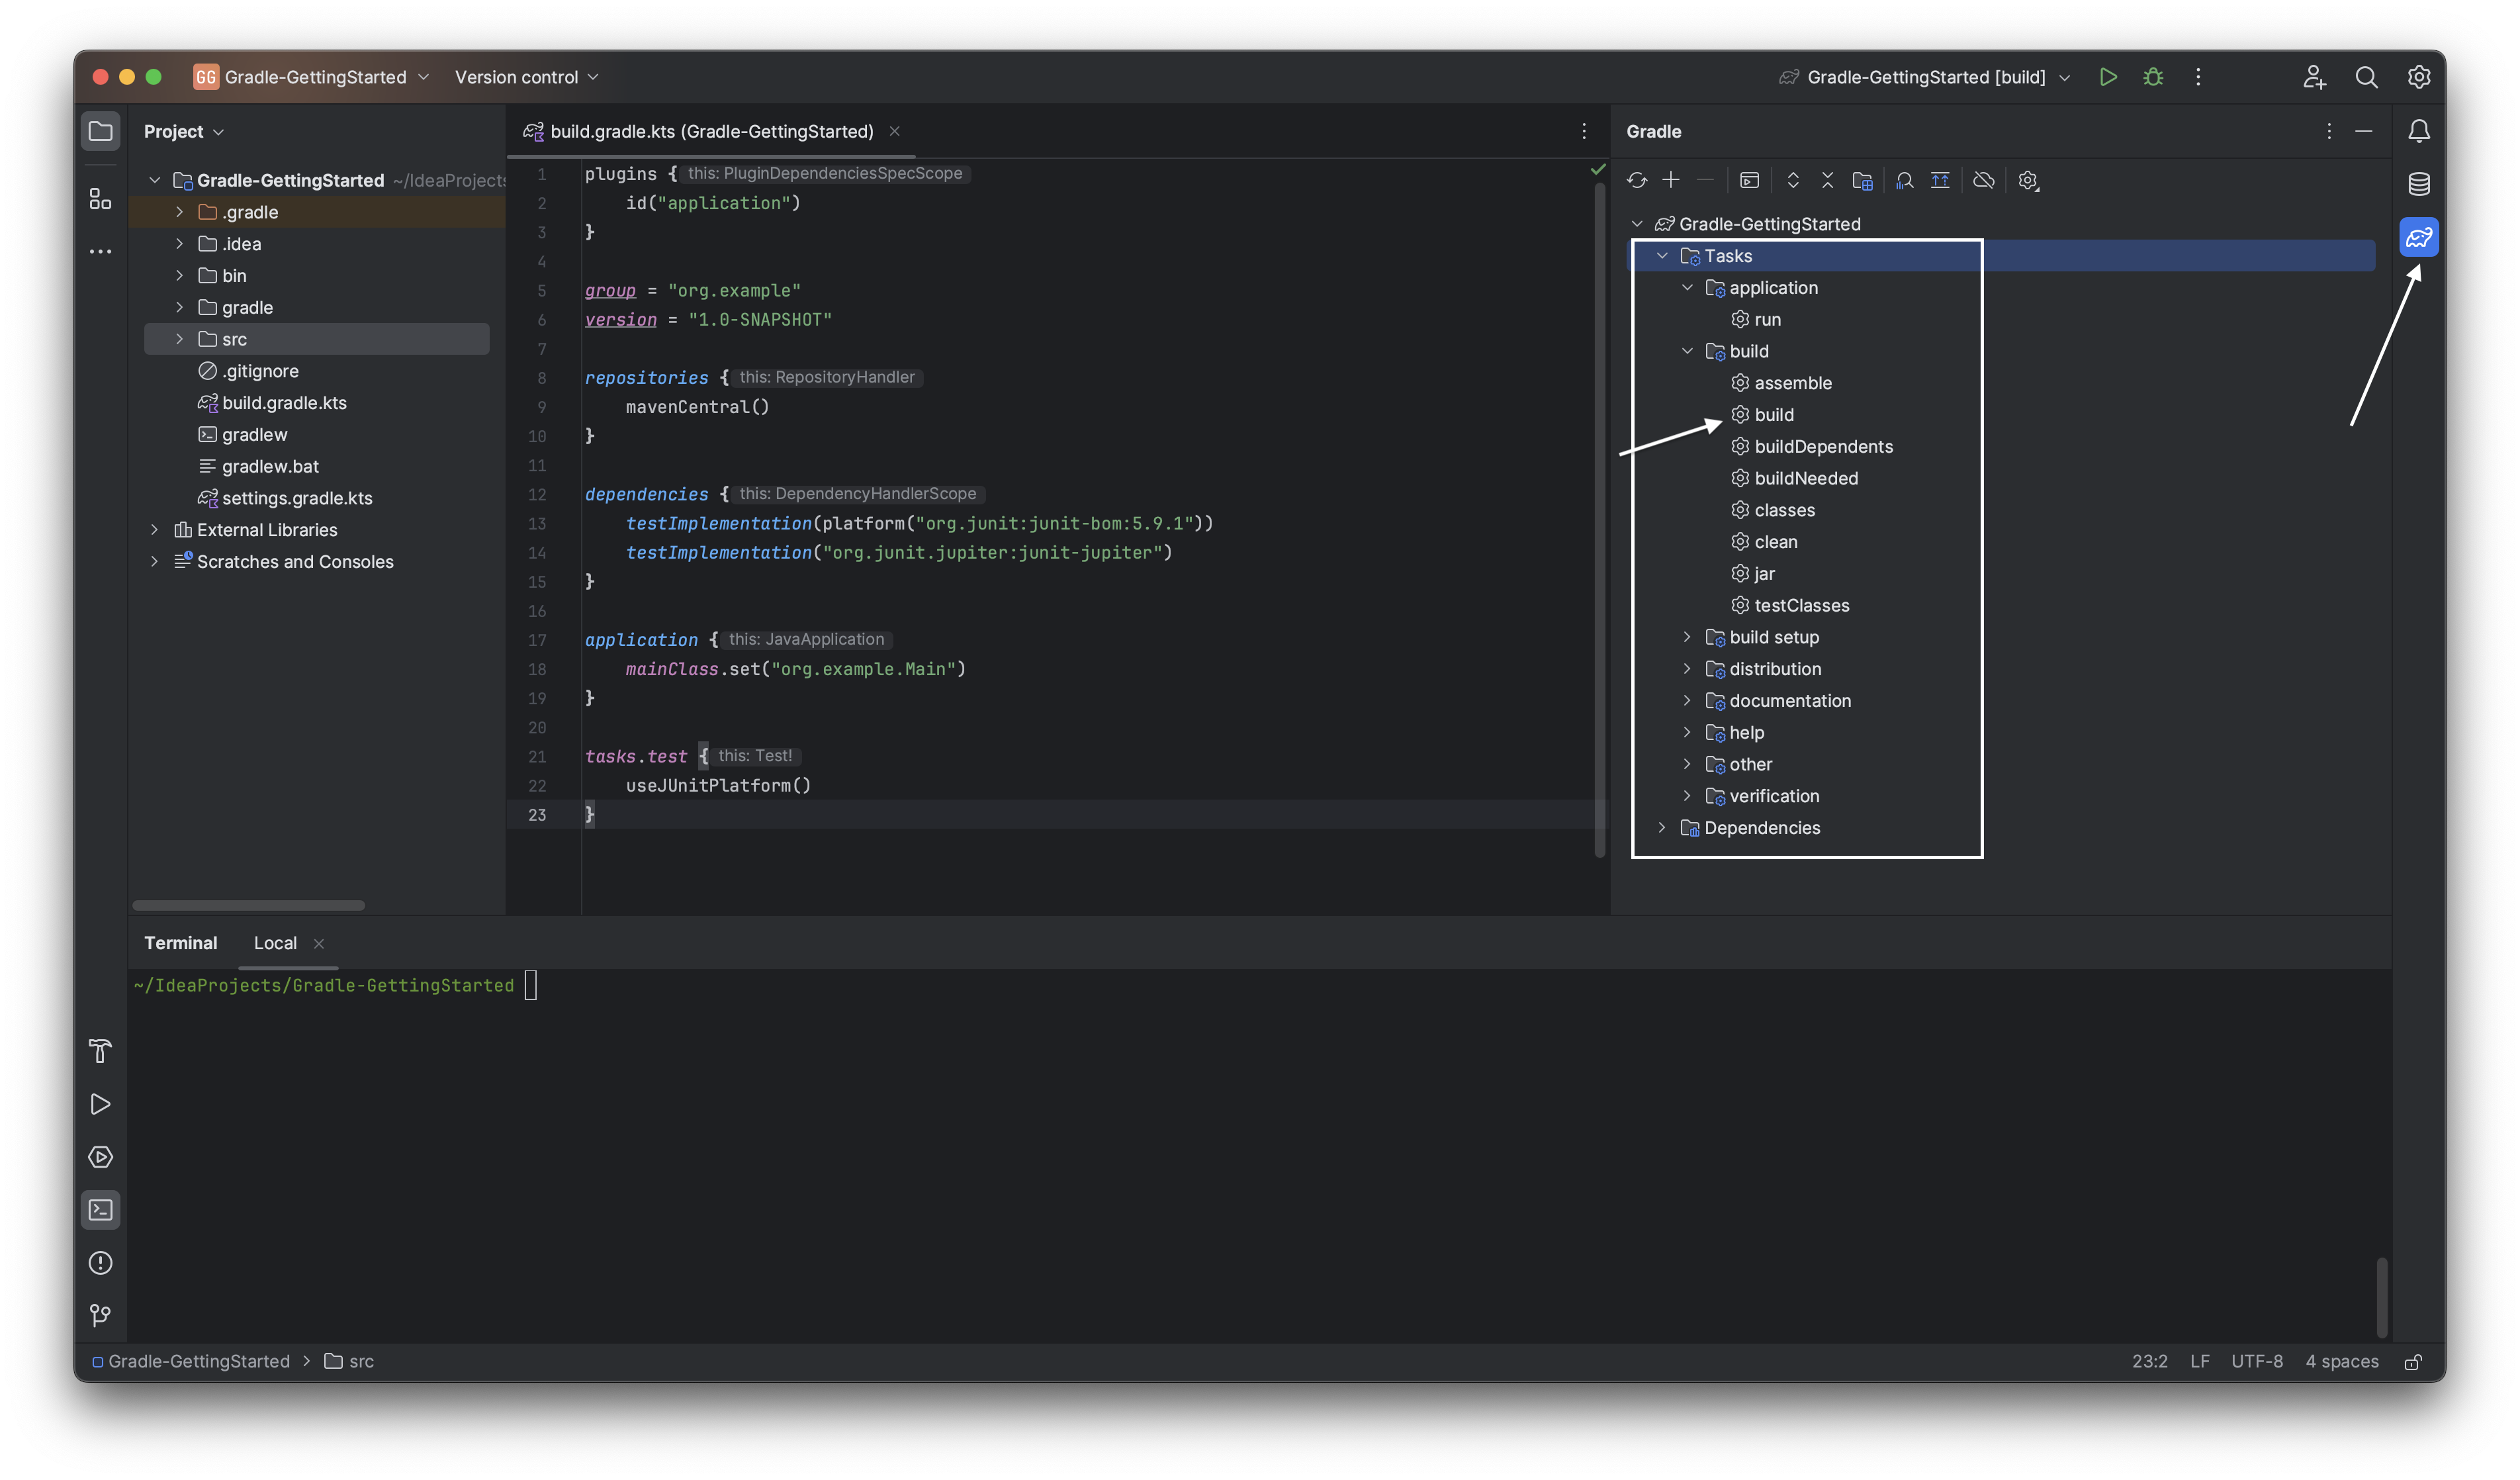 GG Gradle-GettingStarted
Version control
Gradle-GettingStarted [build]
Project
Gradle-GettingStarted ~/IdeaProjects
.gradle
.idea
bin
gradle
src
.gitignore
build.gradle.kts
gradlew
gradlew.bat
settings.gradle.kts
External Libraries
Scratches and Consoles
build.gradle.kts (Gradle-GettingStarted)
1 plugins { this: PluginDependenciesSpecScope
2 id("application")
3 }
4
5 group = "org.example"
6 version = "1.0-SNAPSHOT"
7
8 repositories { this: RepositoryHandler
9 mavenCentral()
10 }
11
12 dependencies { this: DependencyHandlerScope
13 testImplementation(platform("org.junit:junit-bom:5.9.1"))
14 testImplementation("org.junit.jupiter:junit-jupiter")
15 }
16
17 application { this: JavaApplication
18 mainClass.set("org.example.Main")
19 }
20
21 tasks.test { this: Test!
22 useJUnitPlatform()
23 }
Gradle
Gradle-GettingStarted
Tasks
application
run
build
assemble
build
buildDependents
buildNeeded
classes
clean
jar
testClasses
build setup
distribution
documentation
help
other
verification
Dependencies
Terminal Local
~/IdeaProjects/Gradle-GettingStarted
Gradle-GettingStarted > src
23:2 LF UTF-8 4 spaces